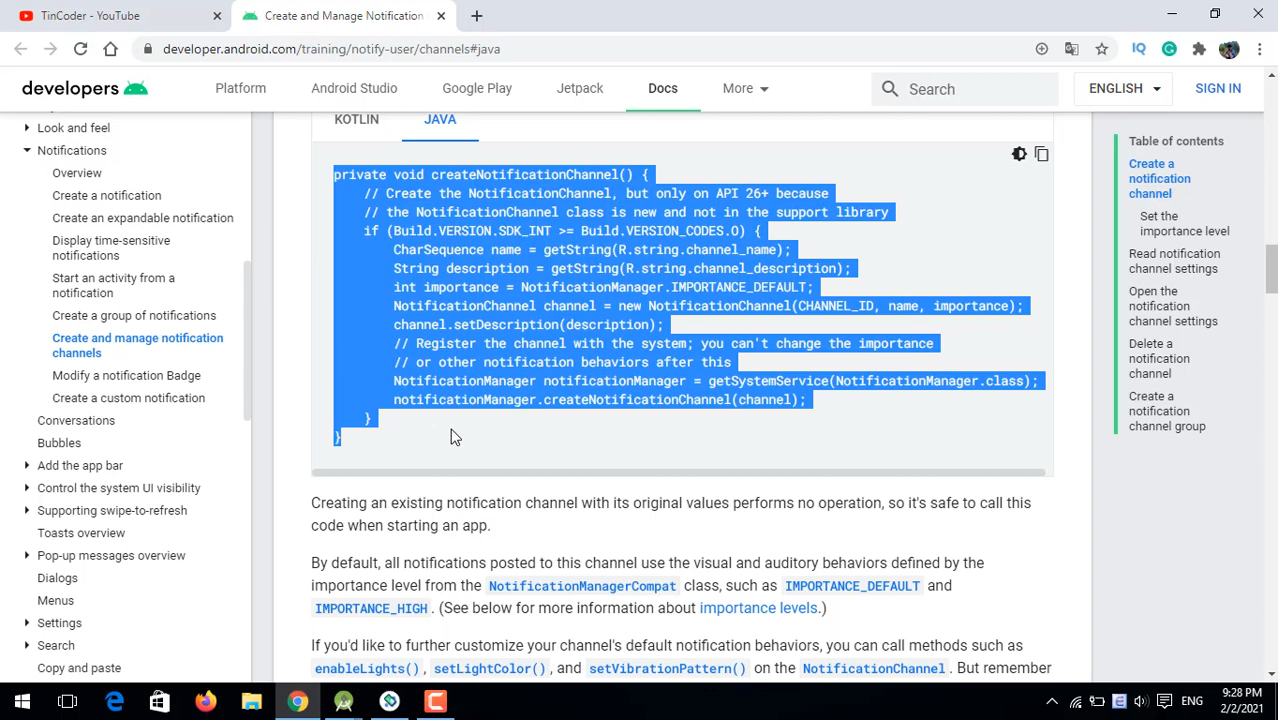 TinCoder - YouTube
Create and Manage Notification
developer.android.com/training/notify-user/channels#java
IQ
developers
Platform
Android Studio
Google Play
Jetpack
Docs
More
Search
ENGLISH
SIGN IN
Look and feel
Notifications
Overview
Create a notification
Create an expandable notification
Display time-sensitive
notifications
Start an activity from a
notification
Create a group of notifications
Create and manage notification
channels
Modify a notification Badge
Create a custom notification
Conversations
Bubbles
Add the app bar
Control the system UI visibility
Supporting swipe-to-refresh
Toasts overview
Pop-up messages overview
Dialogs
Menus
Settings
Search
Copy and paste
KOTLIN
JAVA
private void createNotificationChannel() {
// Create the NotificationChannel, but only on API 26+ because
// the NotificationChannel class is new and not in the support library
if (Build.VERSION.SDK_INT >= Build.VERSION_CODES.O) {
CharSequence name = getString(R.string.channel_name);
String description = getString(R.string.channel_description);
int importance = NotificationManager.IMPORTANCE_DEFAULT;
NotificationChannel channel = new NotificationChannel(CHANNEL_ID, name, importance);
channel.setDescription(description);
// Register the channel with the system; you can't change the importance
// or other notification behaviors after this
NotificationManager notificationManager = getSystemService(NotificationManager.class);
notificationManager.createNotificationChannel(channel);
}
}
Creating an existing notification channel with its original values performs no operation, so it's safe to call this
code when starting an app.
By default, all notifications posted to this channel use the visual and auditory behaviors defined by the
importance level from the NotificationManagerCompat class, such as IMPORTANCE_DEFAULT and
IMPORTANCE_HIGH. (See below for more information about importance levels.)
If you'd like to further customize your channel's default notification behaviors, you can call methods such as
enableLights(), setLightColor(), and setVibrationPattern() on the NotificationChannel. But remember
Table of contents
Create a
notification
channel
Set the
importance level
Read notification
channel settings
Open the
notification
channel settings
Delete a
notification
channel
Create a
notification
channel group
ENG
9:28 PM
2/2/2021